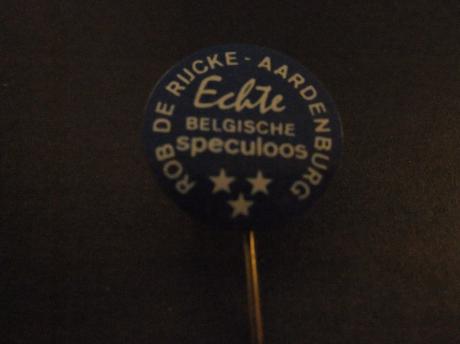 ROB DE RIJCKE - AARDENBURG
Echte
BELGISCHE
speculoos